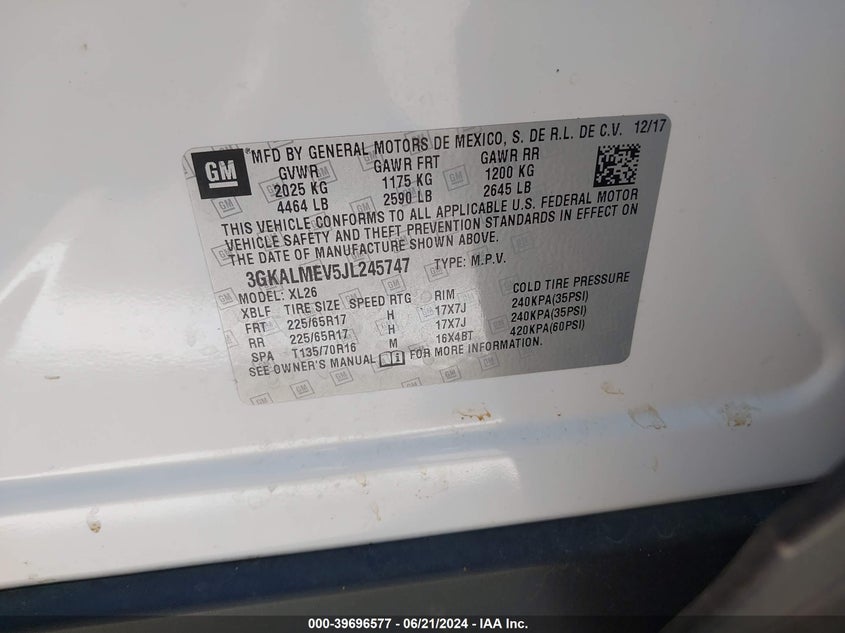 GM ® MFD BY GENERAL MOTORS DE MEXICO, S. DE R.L. DE C.V. 12/17
GVWR GAWR FRT GAWR RR
2025 KG 1175 KG 1200 KG
4464 LB 2590 LB 2645 LB
THIS VEHICLE CONFORMS TO ALL APPLICABLE U.S. FEDERAL MOTOR
VEHICLE SAFETY AND THEFT PREVENTION STANDARDS IN EFFECT ON
THE DATE OF MANUFACTURE SHOWN ABOVE.
3GKALMEV5JL245747 TYPE: M.P.V.
MODEL: XL26
XBLF TIRE SIZE SPEED RTG RIM COLD TIRE PRESSURE
FRT 225/65R17 H 17X7J 240KPA(35PSI)
RR 225/65R17 H 17X7J 240KPA(35PSI)
SPA T135/70R16 M 16X4BT 420KPA(60PSI)
SEE OWNER'S MANUAL FOR MORE INFORMATION.
000-39696577 - 06/21/2024 - IAA Inc.